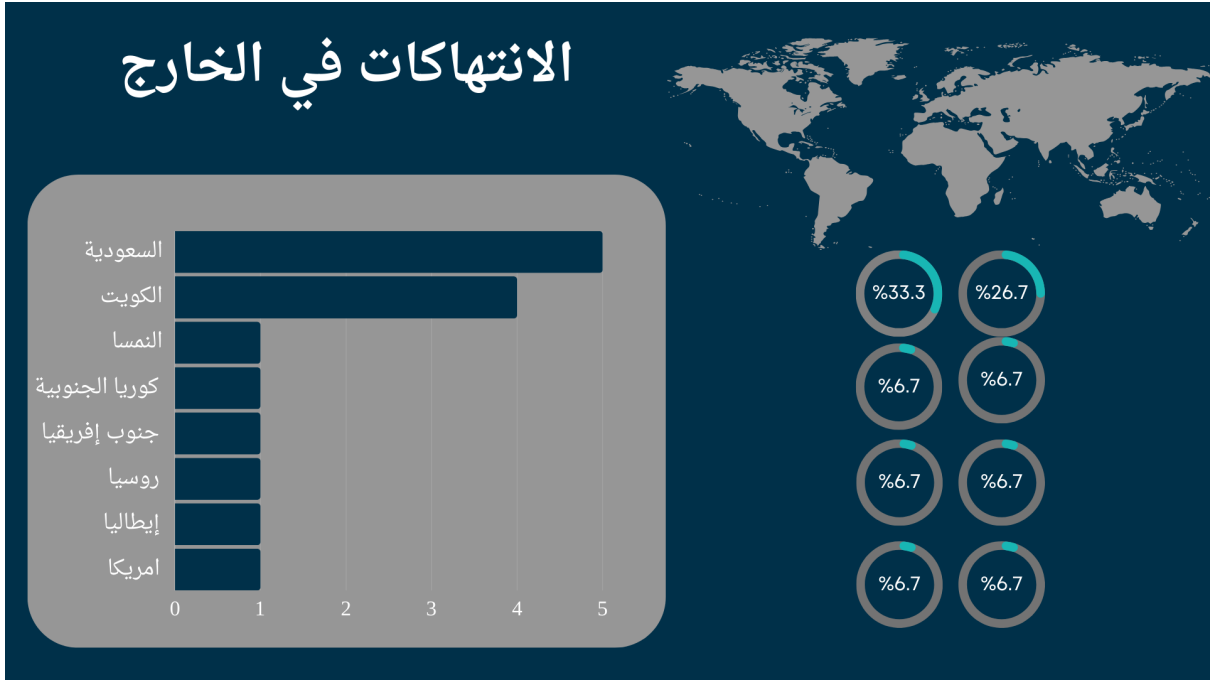 الانتهاكات في الخارج
السعودية
الكويت
النمسا
كوريا الجنوبية
جنوب إفريقيا
روسيا
إيطاليا
امريكا
0 1 2 3 4 5
%33.3 %26.7
%6.7 %6.7
%6.7 %6.7
%6.7 %6.7